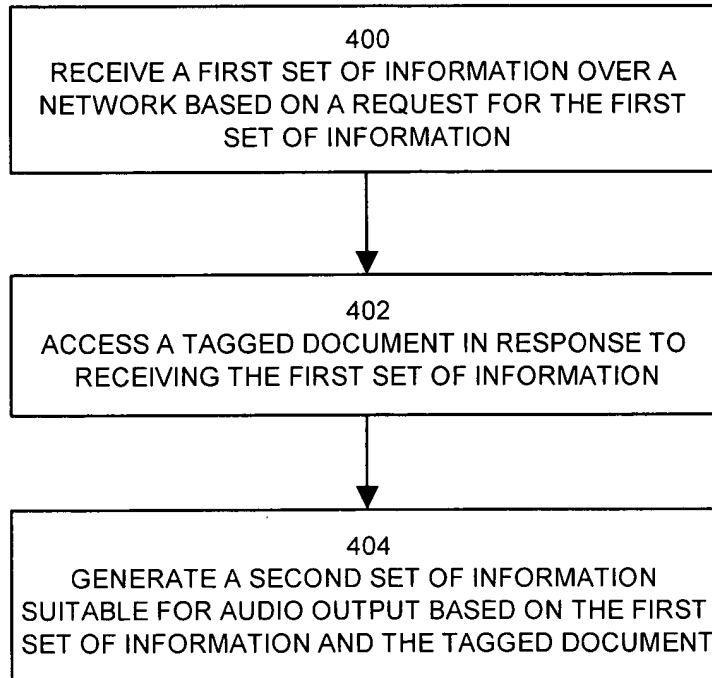 400
RECEIVE A FIRST SET OF INFORMATION OVER A
NETWORK BASED ON A REQUEST FOR THE FIRST
SET OF INFORMATION
402
ACCESS A TAGGED DOCUMENT IN RESPONSE TO
RECEIVING THE FIRST SET OF INFORMATION
404
GENERATE A SECOND SET OF INFORMATION
SUITABLE FOR AUDIO OUTPUT BASED ON THE FIRST
SET OF INFORMATION AND THE TAGGED DOCUMENT